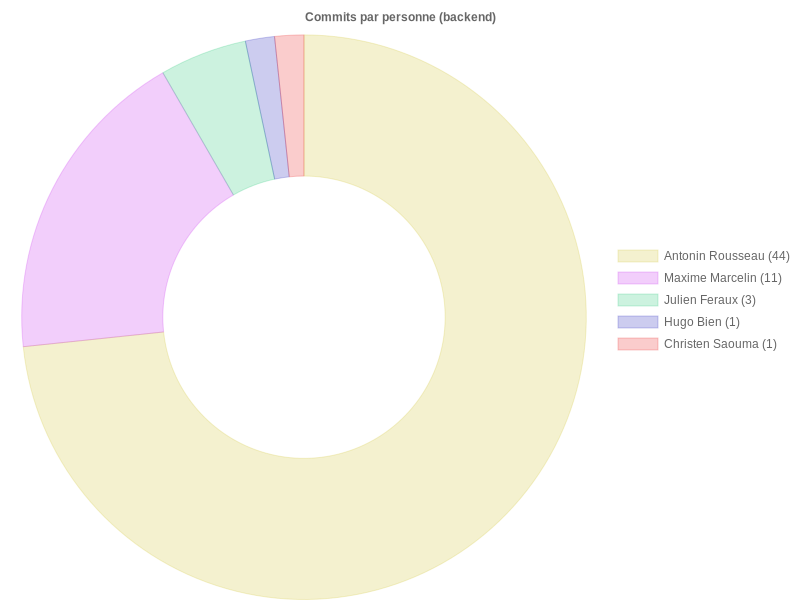 Commits par personne (backend)
Antonin Rousseau (44)
Maxime Marcelin (11)
Julien Feraux (3)
Hugo Bien (1)
Christen Saouma (1)